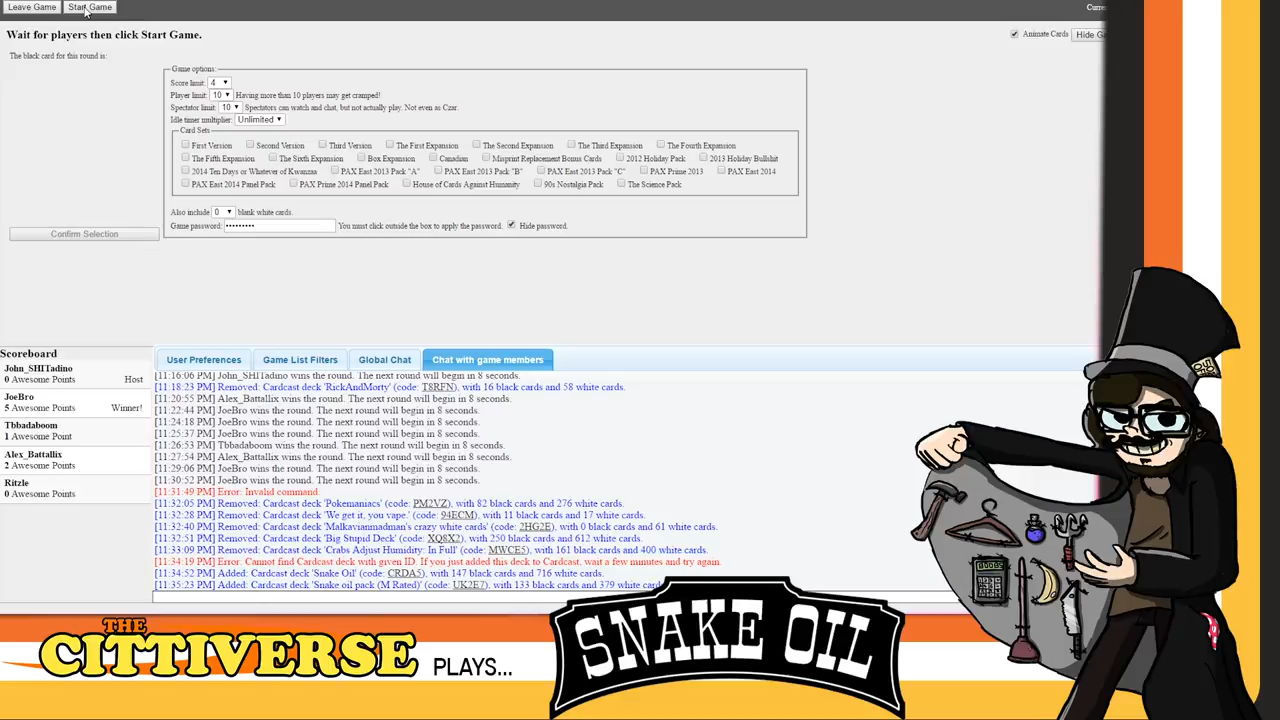 Leave Game Start Game
Wait for players then click Start Game.
Animate Cards
The black card for this round is:
Game options:
Score limit: 4
Player limit: 10 Having more than 10 players may get cramped!
Spectator limit: 10 Spectators can watch and chat, but not actually play. Not even as Czar.
Idle timer multiplier: Unlimited
Card Sets
First Version Second Version Third Version The First Expansion The Second Expansion The Third Expansion The Fourth Expansion
The Fifth Expansion The Sixth Expansion Box Expansion Canadian Misprint Replacement Bonus Cards 2012 Holiday Pack 2013 Holiday Bullshit
2014 Ten Days or Whatever of Kwanzaa PAX East 2013 Pack "A" PAX East 2013 Pack "B" PAX East 2013 Pack "C" PAX Prime 2013 PAX East 2014
PAX East 2014 Panel Pack PAX Prime 2014 Panel Pack House of Cards Against Humanity 90s Nostalgia Pack The Science Pack
Also include 0 blank white cards.
Game password: ••••••••• You must click outside the box to apply the password. Hide password.
Confirm Selection
Scoreboard
John_SHITadino
0 Awesome Points Host
JoeBro
5 Awesome Points Winner!
Tbbadaboom
1 Awesome Point
Alex_Battallix
2 Awesome Points
Ritzle
0 Awesome Points
User Preferences Game List Filters Global Chat Chat with game members
[11:16:06 PM] John_SHITadino wins the round. The next round will begin in 8 seconds.
[11:18:23 PM] Removed: Cardcast deck 'RickAndMorty' (code: T8RFN), with 16 black cards and 58 white cards.
[11:20:55 PM] Alex_Battallix wins the round. The next round will begin in 8 seconds.
[11:22:44 PM] JoeBro wins the round. The next round will begin in 8 seconds.
[11:24:18 PM] JoeBro wins the round. The next round will begin in 8 seconds.
[11:25:37 PM] JoeBro wins the round. The next round will begin in 8 seconds.
[11:26:53 PM] Tbbadaboom wins the round. The next round will begin in 8 seconds.
[11:27:54 PM] Alex_Battallix wins the round. The next round will begin in 8 seconds.
[11:29:06 PM] JoeBro wins the round. The next round will begin in 8 seconds.
[11:30:52 PM] JoeBro wins the round. The next round will begin in 8 seconds.
[11:31:49 PM] Error: Invalid command.
[11:32:05 PM] Removed: Cardcast deck 'Pokemaniacs' (code: PM2VZ), with 82 black cards and 276 white cards.
[11:32:28 PM] Removed: Cardcast deck 'We get it, you vape.' (code: 94ECM), with 11 black cards and 17 white cards.
[11:32:40 PM] Removed: Cardcast deck 'Malkavianmadman's crazy white cards' (code: 2HG2E), with 0 black cards and 61 white cards.
[11:32:51 PM] Removed: Cardcast deck 'Big Stupid Deck' (code: XQ8X2), with 250 black cards and 612 white cards.
[11:33:09 PM] Removed: Cardcast deck 'Crabs Adjust Humidity: In Full' (code: MWCE5), with 161 black cards and 400 white cards.
[11:34:19 PM] Error: Cannot find Cardcast deck with given ID. If you just added this deck to Cardcast, wait a few minutes and try again.
[11:34:52 PM] Added: Cardcast deck 'Snake Oil' (code: CRDA5), with 147 black cards and 716 white cards.
[11:35:23 PM] Added: Cardcast deck 'Snake oil pack (M Rated)' (code: UK2E7), with 133 black cards and 379 white
THE
CITTIVERSE PLAYS...
SNAKE OIL